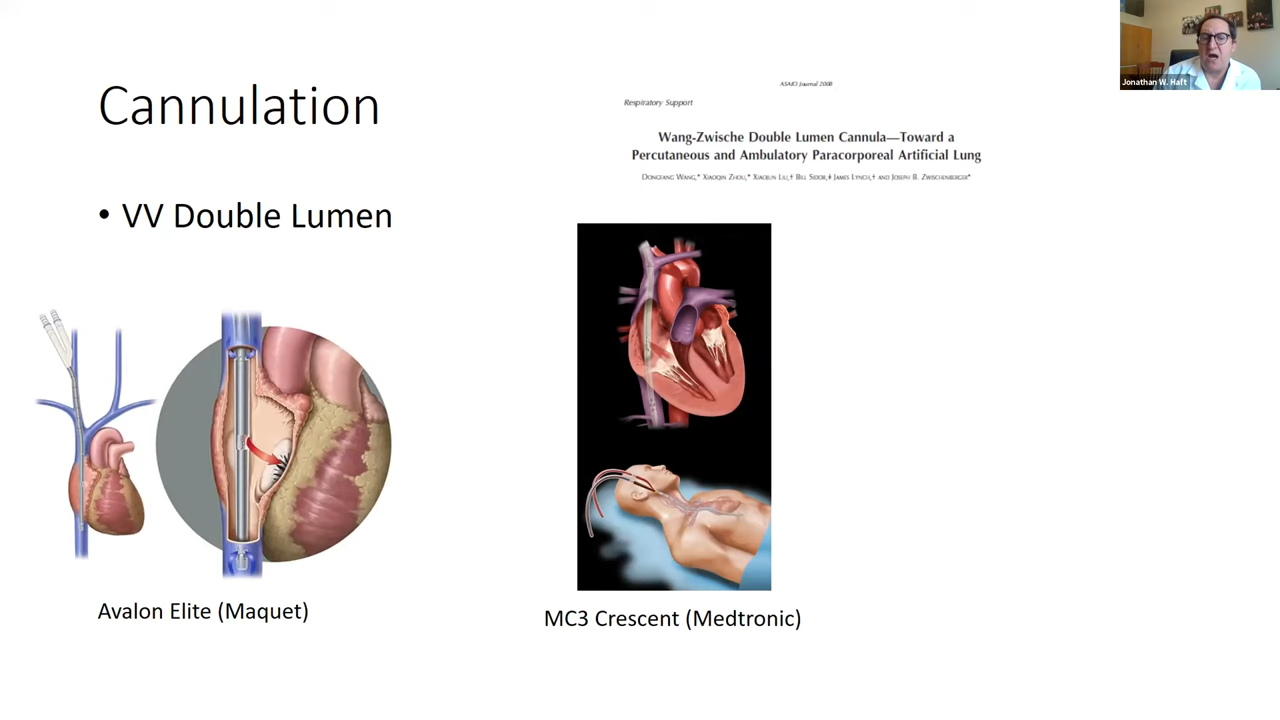 Cannulation
• VV Double Lumen
ASAIO Journal 2008
Respiratory Support
Wang-Zwische Double Lumen Cannula—Toward a
Percutaneous and Ambulatory Paracorporeal Artificial Lung
Dongfang Wang,* Xiaoqin Zhou,* Xiaojun Liu,† Bill Sidor,‡ James Lynch,† and Joseph B. Zwischenberger*
Avalon Elite (Maquet)
MC3 Crescent (Medtronic)
Jonathan W. Haft